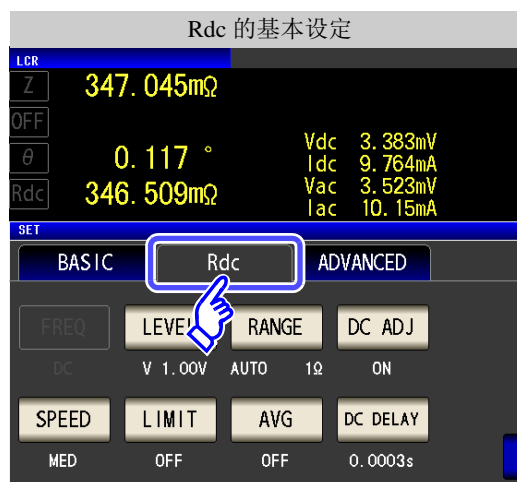 Rdc 的基本设定
LCR
Z 347.045mΩ
OFF
θ 0.117 °
Rdc 346.509mΩ
Vdc 3.383mV
Idc 9.764mA
Vac 3.523mV
Iac 10.15mA
SET
BASIC Rdc ADVANCED
FREQ LEVEL RANGE DC ADJ
DC V 1.00V AUTO 1Ω ON
SPEED LIMIT AVG DC DELAY
MED OFF OFF 0.0003s